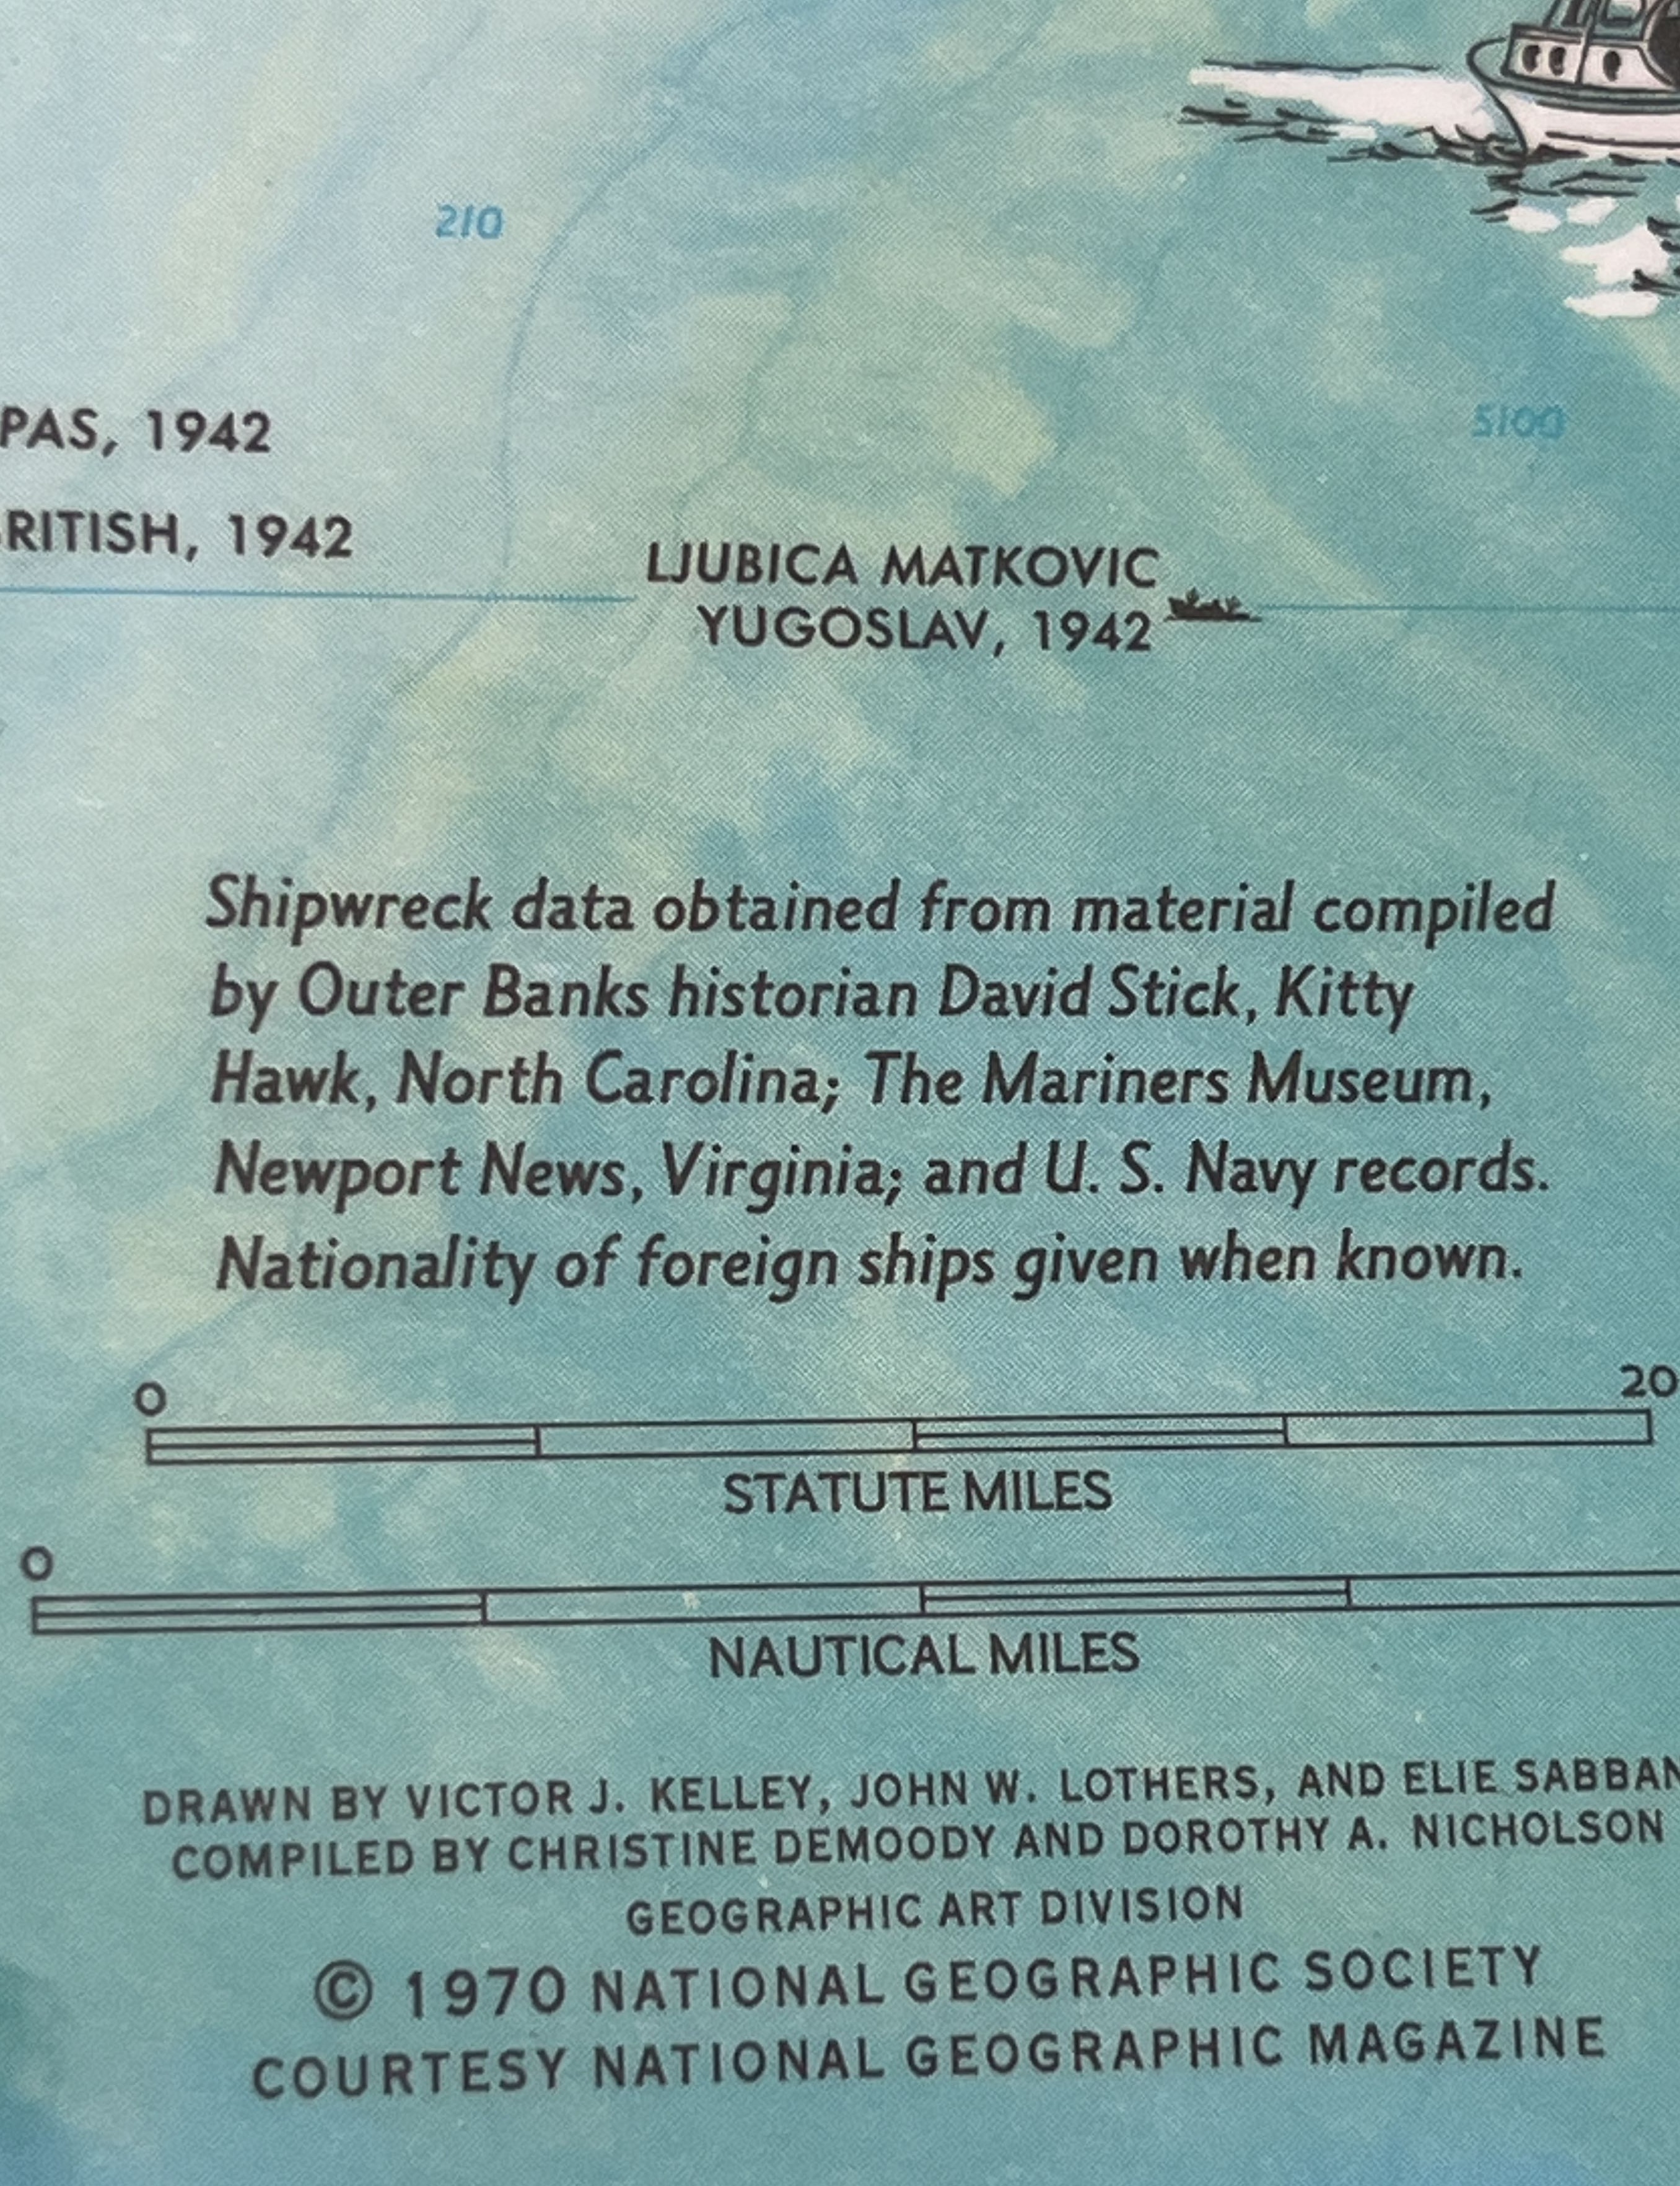 210
PAS, 1942
5100
RITISH, 1942
LJUBICA MATKOVIC
YUGOSLAV, 1942
Shipwreck data obtained from material compiled
by Outer Banks historian David Stick, Kitty
Hawk, North Carolina; The Mariners Museum,
Newport News, Virginia; and U. S. Navy records.
Nationality of foreign ships given when known.
0 20
STATUTE MILES
0
NAUTICAL MILES
DRAWN BY VICTOR J. KELLEY, JOHN W. LOTHERS, AND ELIE SABBAN
COMPILED BY CHRISTINE DEMOODY AND DOROTHY A. NICHOLSON
GEOGRAPHIC ART DIVISION
© 1970 NATIONAL GEOGRAPHIC SOCIETY
COURTESY NATIONAL GEOGRAPHIC MAGAZINE